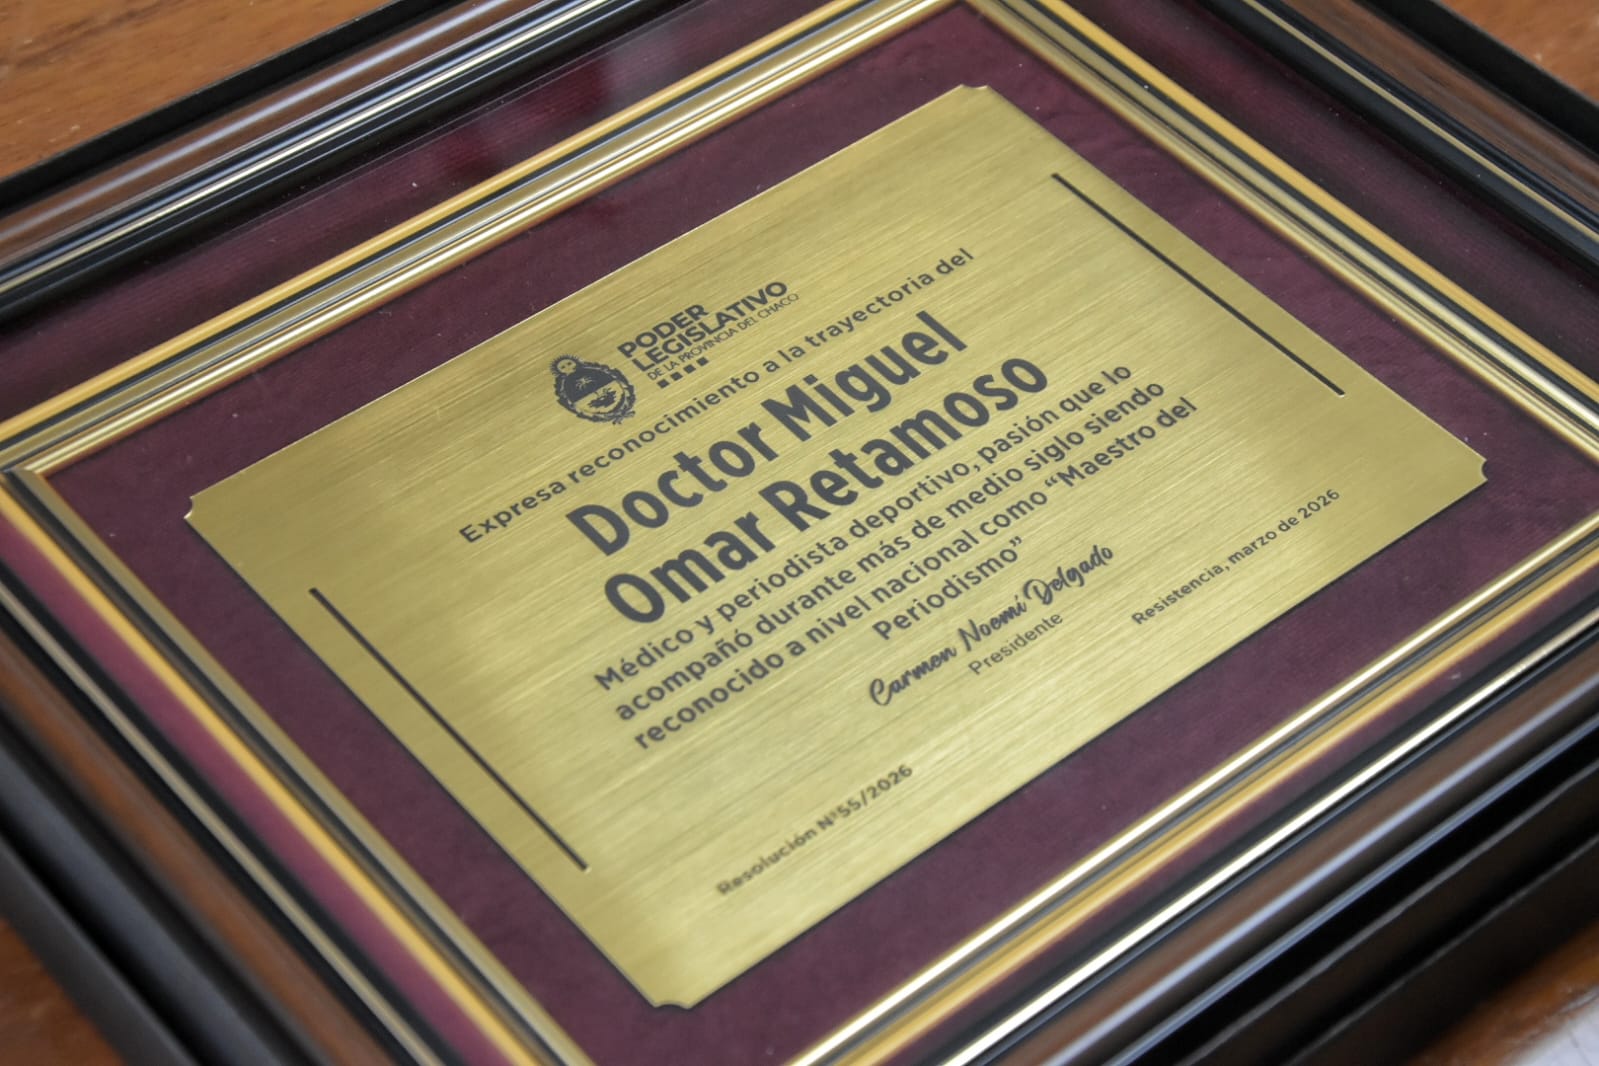 PODER
LEGISLATIVO
DE LA PROVINCIA DEL CHACO
Expresa reconocimiento a la trayectoria del
Doctor Miguel
Omar Retamoso
Médico y periodista deportivo, pasión que lo
acompañó durante más de medio siglo siendo
reconocido a nivel nacional como “Maestro del
Periodismo”
Carmen Noemí Delgado
Presidente
Resistencia, marzo de 2026
Resolución N°55/2026